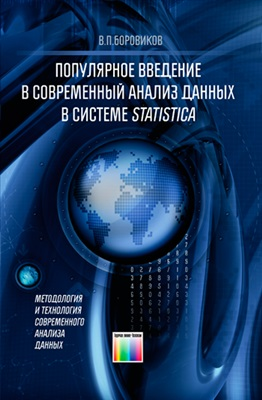 В.П.БОРОВИКОВ
ПОПУЛЯРНОЕ ВВЕДЕНИЕ
В СОВРЕМЕННЫЙ АНАЛИЗ ДАННЫХ
В СИСТЕМЕ STATISTICA
МЕТОДОЛОГИЯ
И ТЕХНОЛОГИЯ
СОВРЕМЕННОГО
АНАЛИЗА
ДАННЫХ